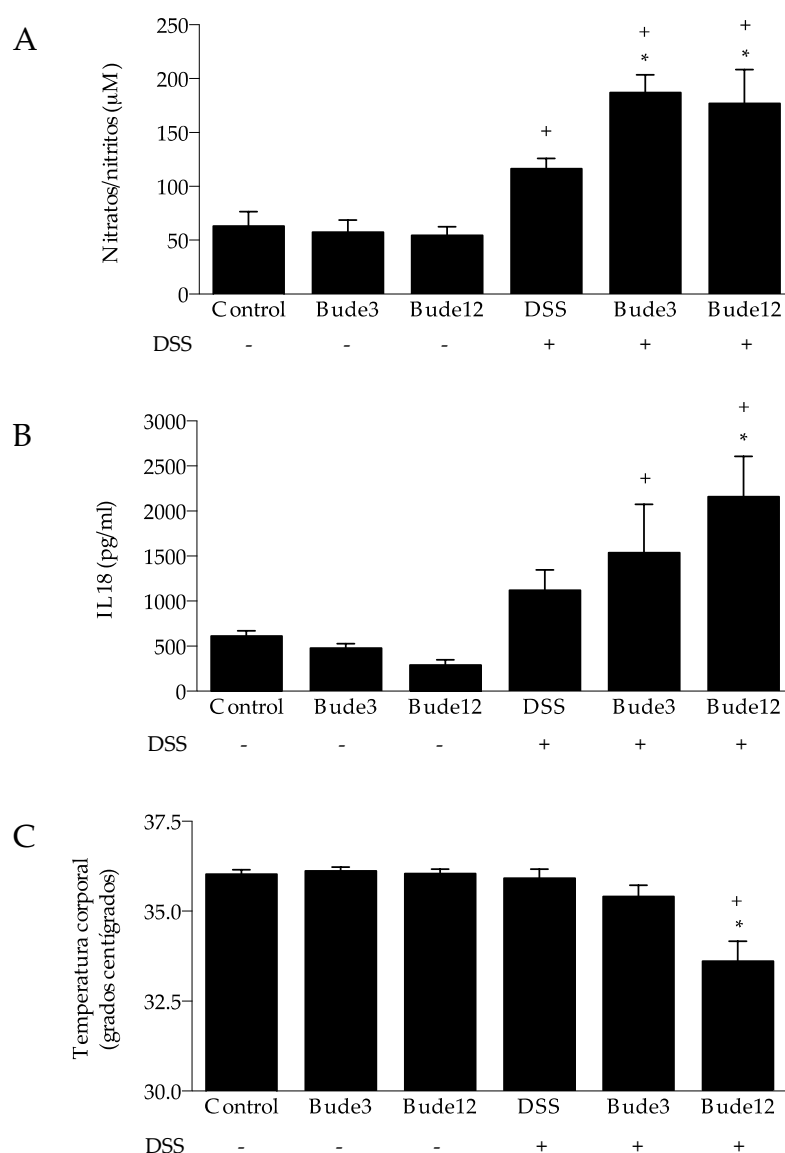 A
Nitratos/nitritos (µM)
250
200
150
100
50
0
+
+
*
+
*
Control Bude3 Bude12 DSS Bude3 Bude12
DSS - - - + + +
B
IL18 (pg/ml)
3000
2500
2000
1500
1000
500
0
+
+
*
Control Bude3 Bude12 DSS Bude3 Bude12
DSS - - - + + +
C
Temperatura corporal
(grados centígrados)
37.5
35.0
32.5
30.0
+
*
Control Bude3 Bude12 DSS Bude3 Bude12
DSS - - - + + +